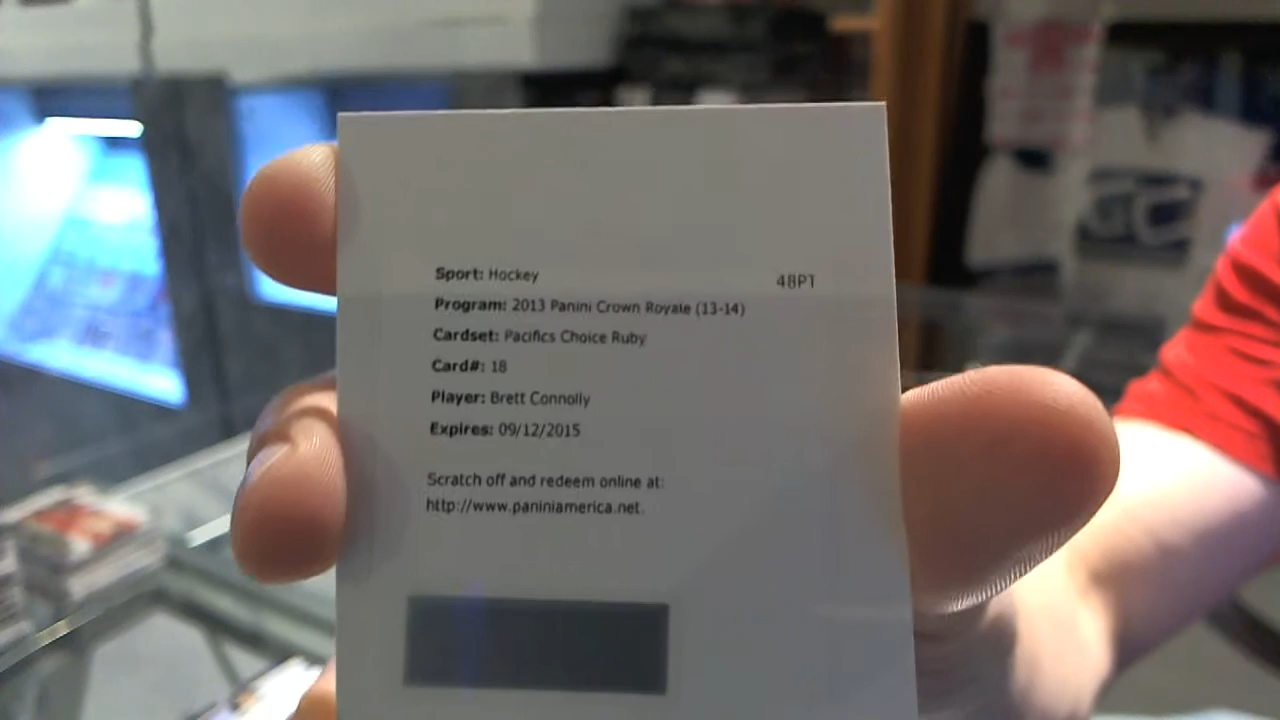 Sport: Hockey
48PT
Program: 2013 Panini Crown Royale (13-14)
Cardset: Pacifics Choice Ruby
Card#: 18
Player: Brett Connolly
Expires: 09/12/2015
Scratch off and redeem online at:
http://www.paniniamerica.net.